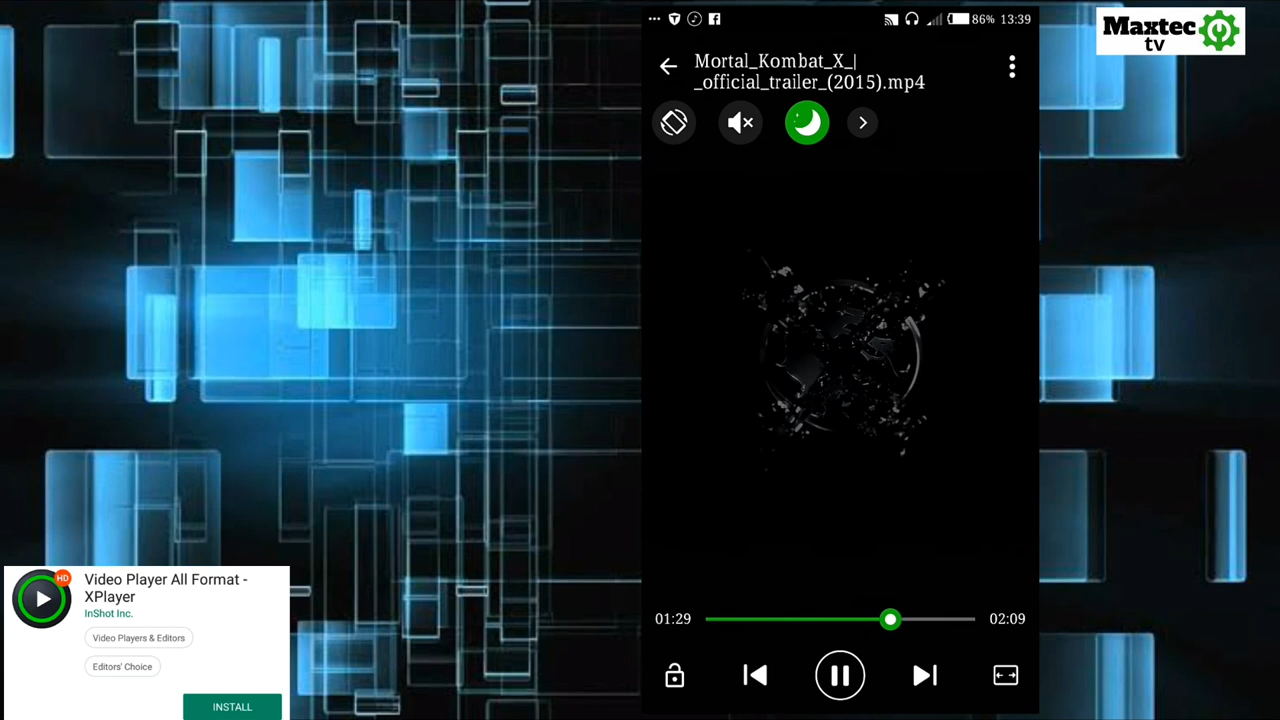 86% 13:39
Maxtec
tv
Mortal_Kombat_X_|
_official_trailer_(2015).mp4
01:29
02:09
HD
Video Player All Format -
XPlayer
InShot Inc.
Video Players & Editors
Editors' Choice
INSTALL